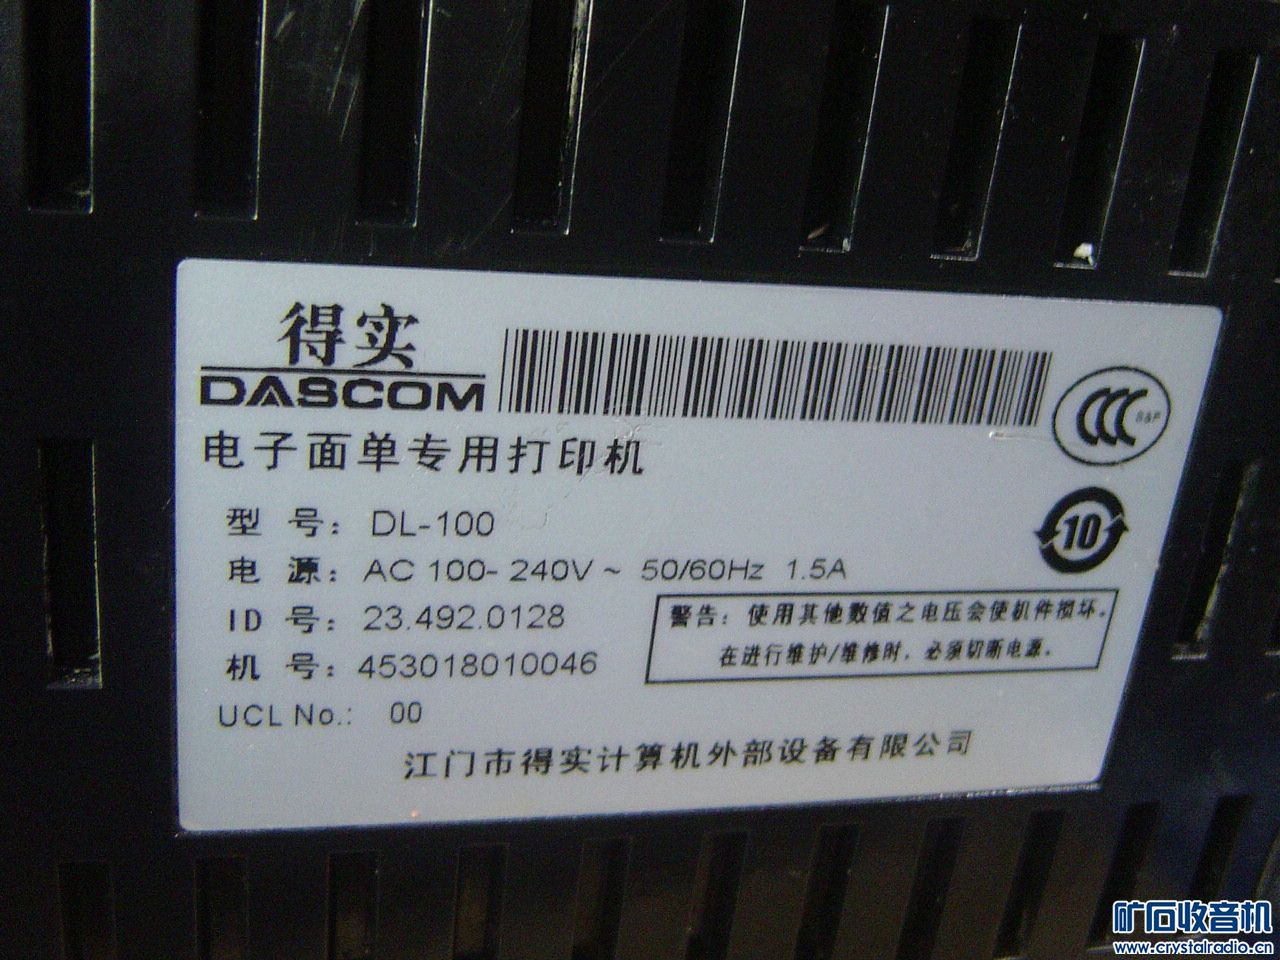 得实
DASCOM
S&E
电子面单专用打印机
型 号: DL-100
10
电 源: AC 100- 240V ~ 50/60Hz 1.5A
ID 号: 23.492.0128
警告: 使用其他数值之电压会使机件损坏.
在进行维护/维修时, 必须切断电源.
机 号: 453018010046
UCL No.: 00
江门市得实计算机外部设备有限公司
矿石收音机
www.crystalradio.cn